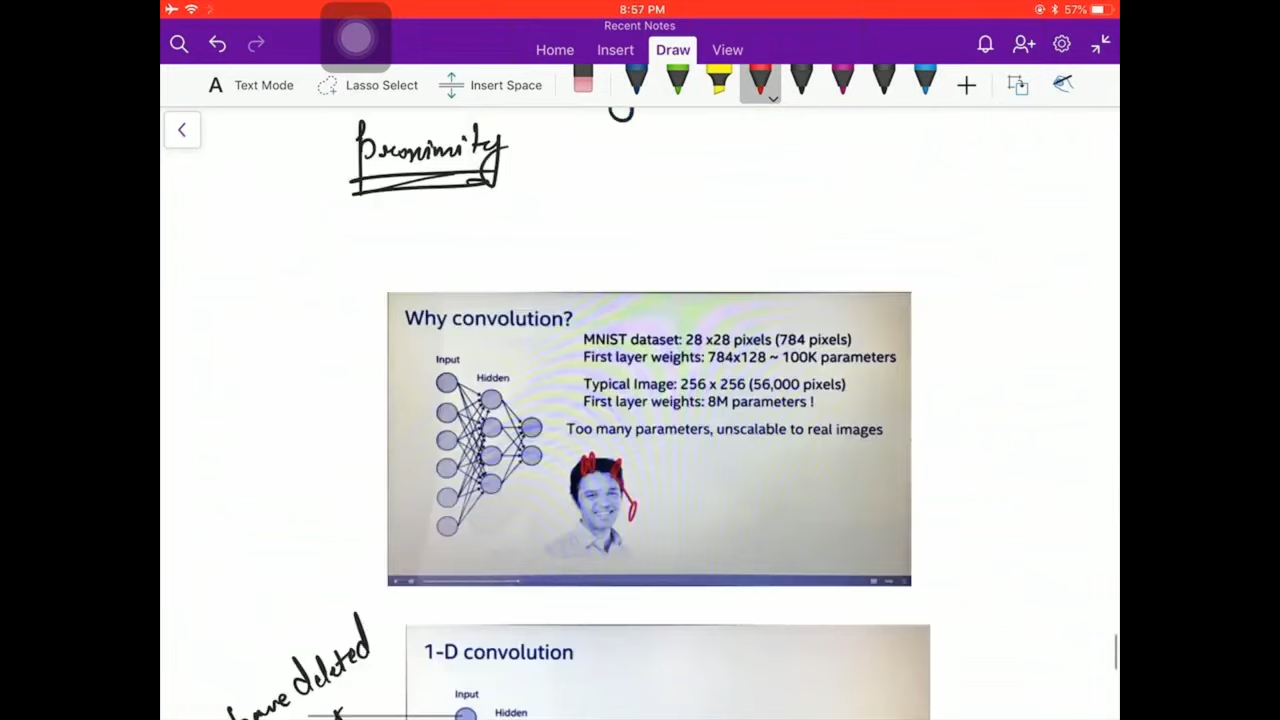 8:57 PM
57%
Recent Notes
Home Insert Draw View
A Text Mode Lasso Select Insert Space
Proximity
Why convolution?
MNIST dataset: 28 x28 pixels (784 pixels)
First layer weights: 784x128 ~ 100K parameters
Input
Hidden
Typical Image: 256 x 256 (56,000 pixels)
First layer weights: 8M parameters !
Too many parameters, unscalable to real images
have deleted
1-D convolution
Input
Hidden